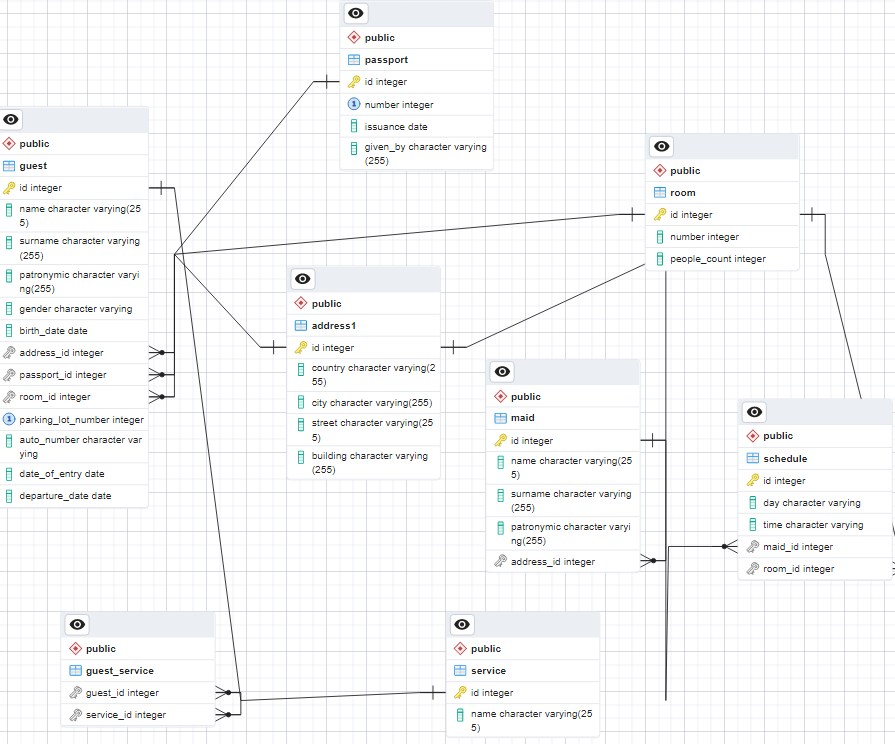 public
passport
id integer
number integer
issuance date
given_by character varying
(255)
public
guest
id integer
name character varying(25
5)
surname character varying
(255)
patronymic character varyi
ng(255)
gender character varying
birth_date date
address_id integer
passport_id integer
room_id integer
parking_lot_number integer
auto_number character var
ying
date_of_entry date
departure_date date
public
room
id integer
number integer
people_count integer
public
address1
id integer
country character varying(2
55)
city character varying(255)
street character varying(25
5)
building character varying
(255)
public
maid
id integer
name character varying(25
5)
surname character varying
(255)
patronymic character varyi
ng(255)
address_id integer
public
schedule
id integer
day character varying
time character varying
maid_id integer
room_id integer
public
guest_service
guest_id integer
service_id integer
public
service
id integer
name character varying(25
5)